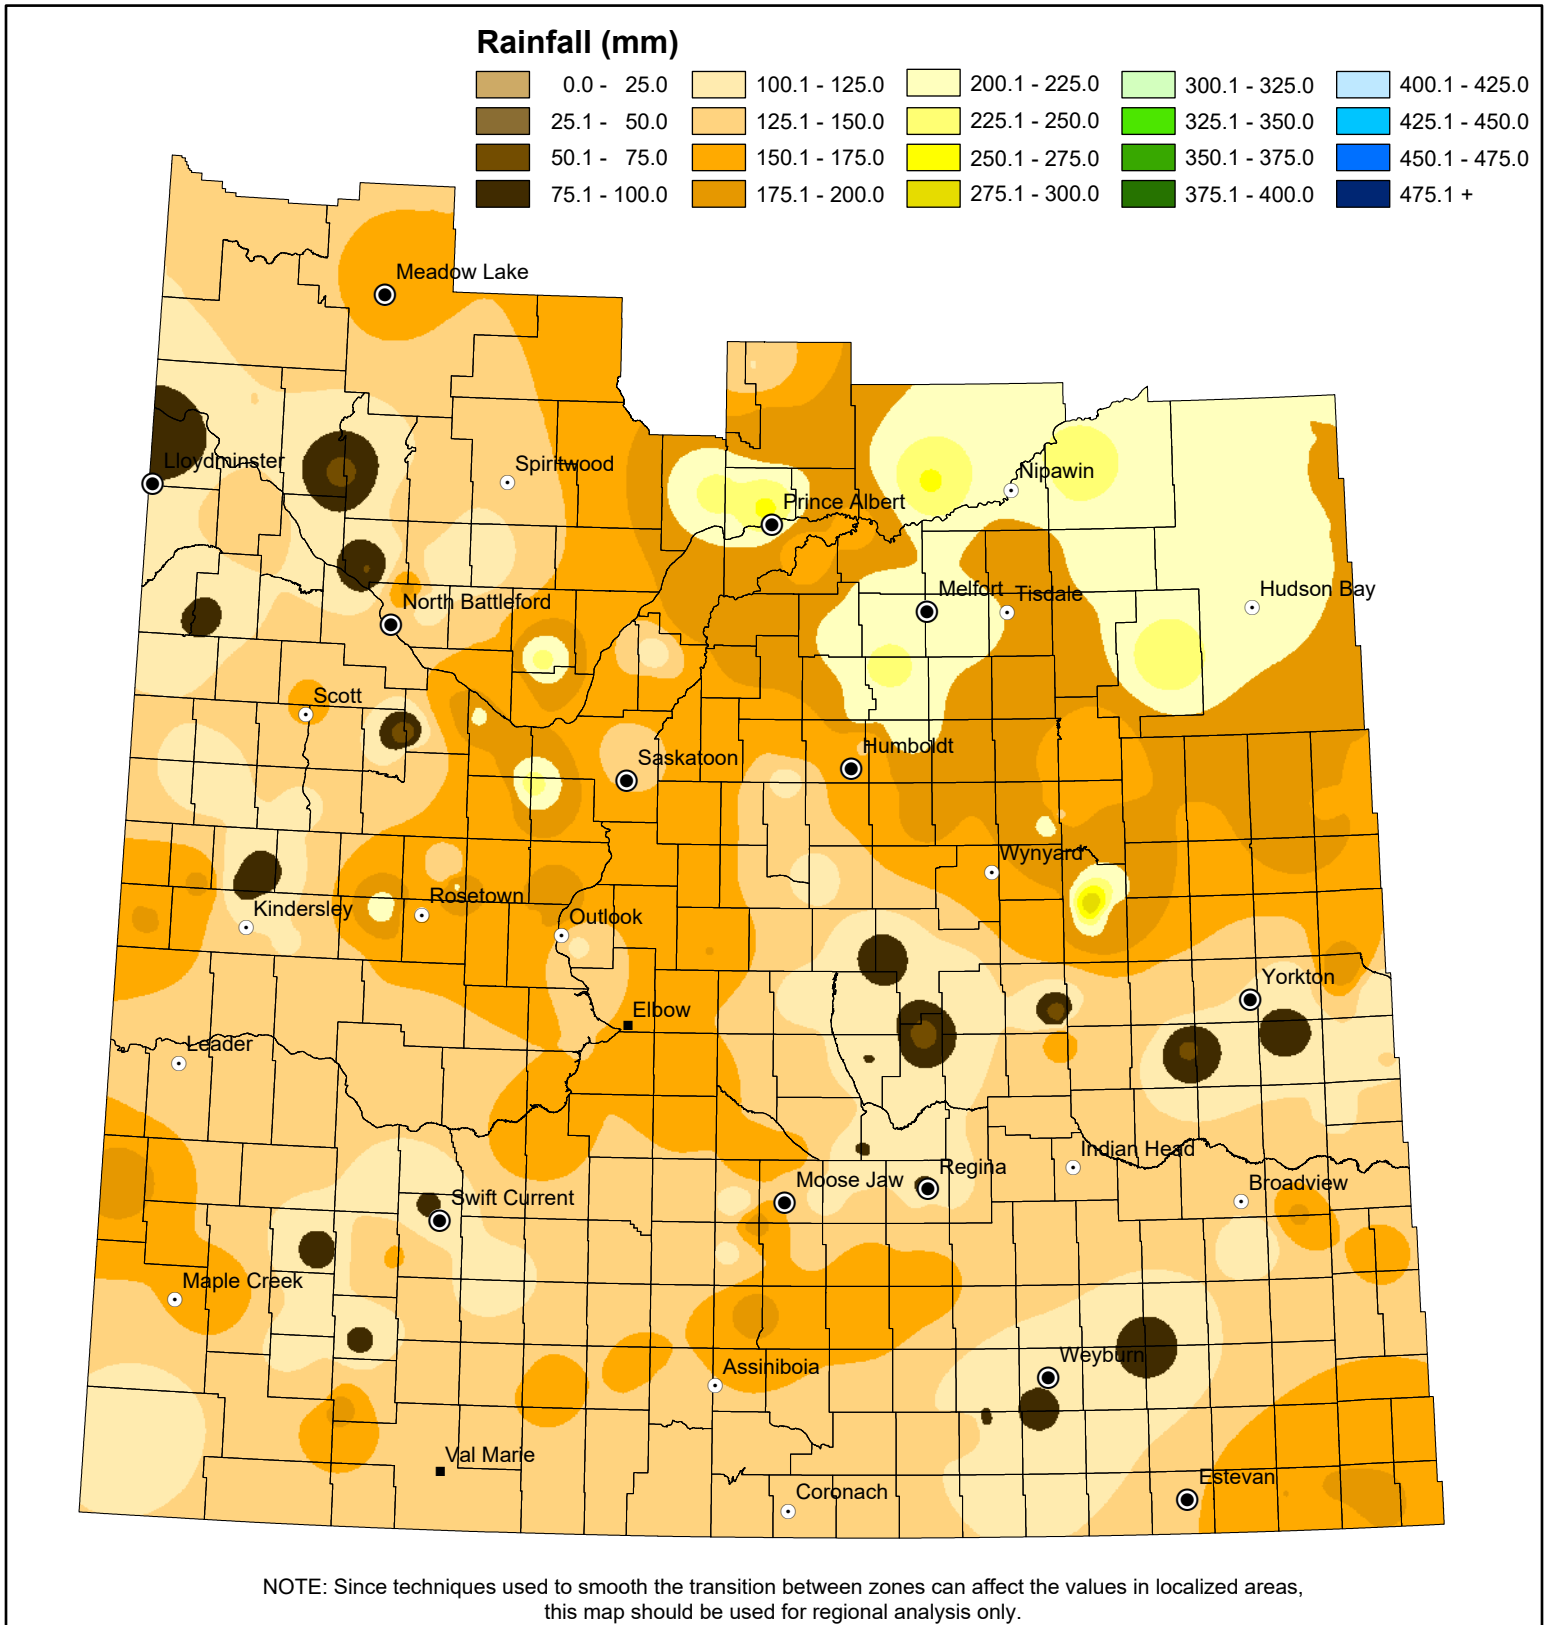 Rainfall (mm)
0.0 - 25.0
25.1 - 50.0
50.1 - 75.0
75.1 - 100.0
100.1 - 125.0
125.1 - 150.0
150.1 - 175.0
175.1 - 200.0
200.1 - 225.0
225.1 - 250.0
250.1 - 275.0
275.1 - 300.0
300.1 - 325.0
325.1 - 350.0
350.1 - 375.0
375.1 - 400.0
400.1 - 425.0
425.1 - 450.0
450.1 - 475.0
475.1 +
Meadow Lake
Lloydminster
Spiritwood
Nipawin
Prince Albert
Melfort
Tisdale
Hudson Bay
North Battleford
Scott
Saskatoon
Humboldt
Wynyard
Rosetown
Kindersley
Outlook
Yorkton
Elbow
Leader
Indian Head
Regina
Moose Jaw
Broadview
Swift Current
Maple Creek
Weyburn
Assiniboia
Val Marie
Estevan
Coronach
NOTE: Since techniques used to smooth the transition between zones can affect the values in localized areas,
this map should be used for regional analysis only.